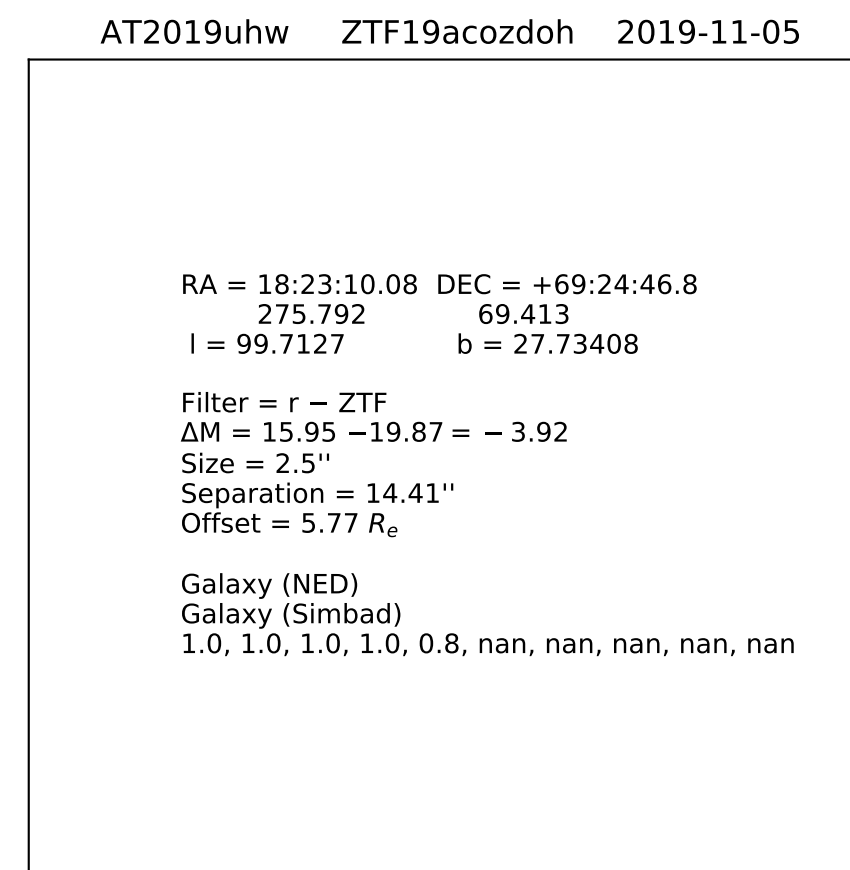 AT2019uhw ZTF19acozdoh 2019-11-05
RA = 18:23:10.08 DEC = +69:24:46.8
275.792 69.413
l = 99.7127 b = 27.73408
Filter = r − ZTF
ΔM = 15.95 −19.87 = − 3.92
Size = 2.5''
Separation = 14.41''
Offset = 5.77 Re
Galaxy (NED)
Galaxy (Simbad)
1.0, 1.0, 1.0, 1.0, 0.8, nan, nan, nan, nan, nan